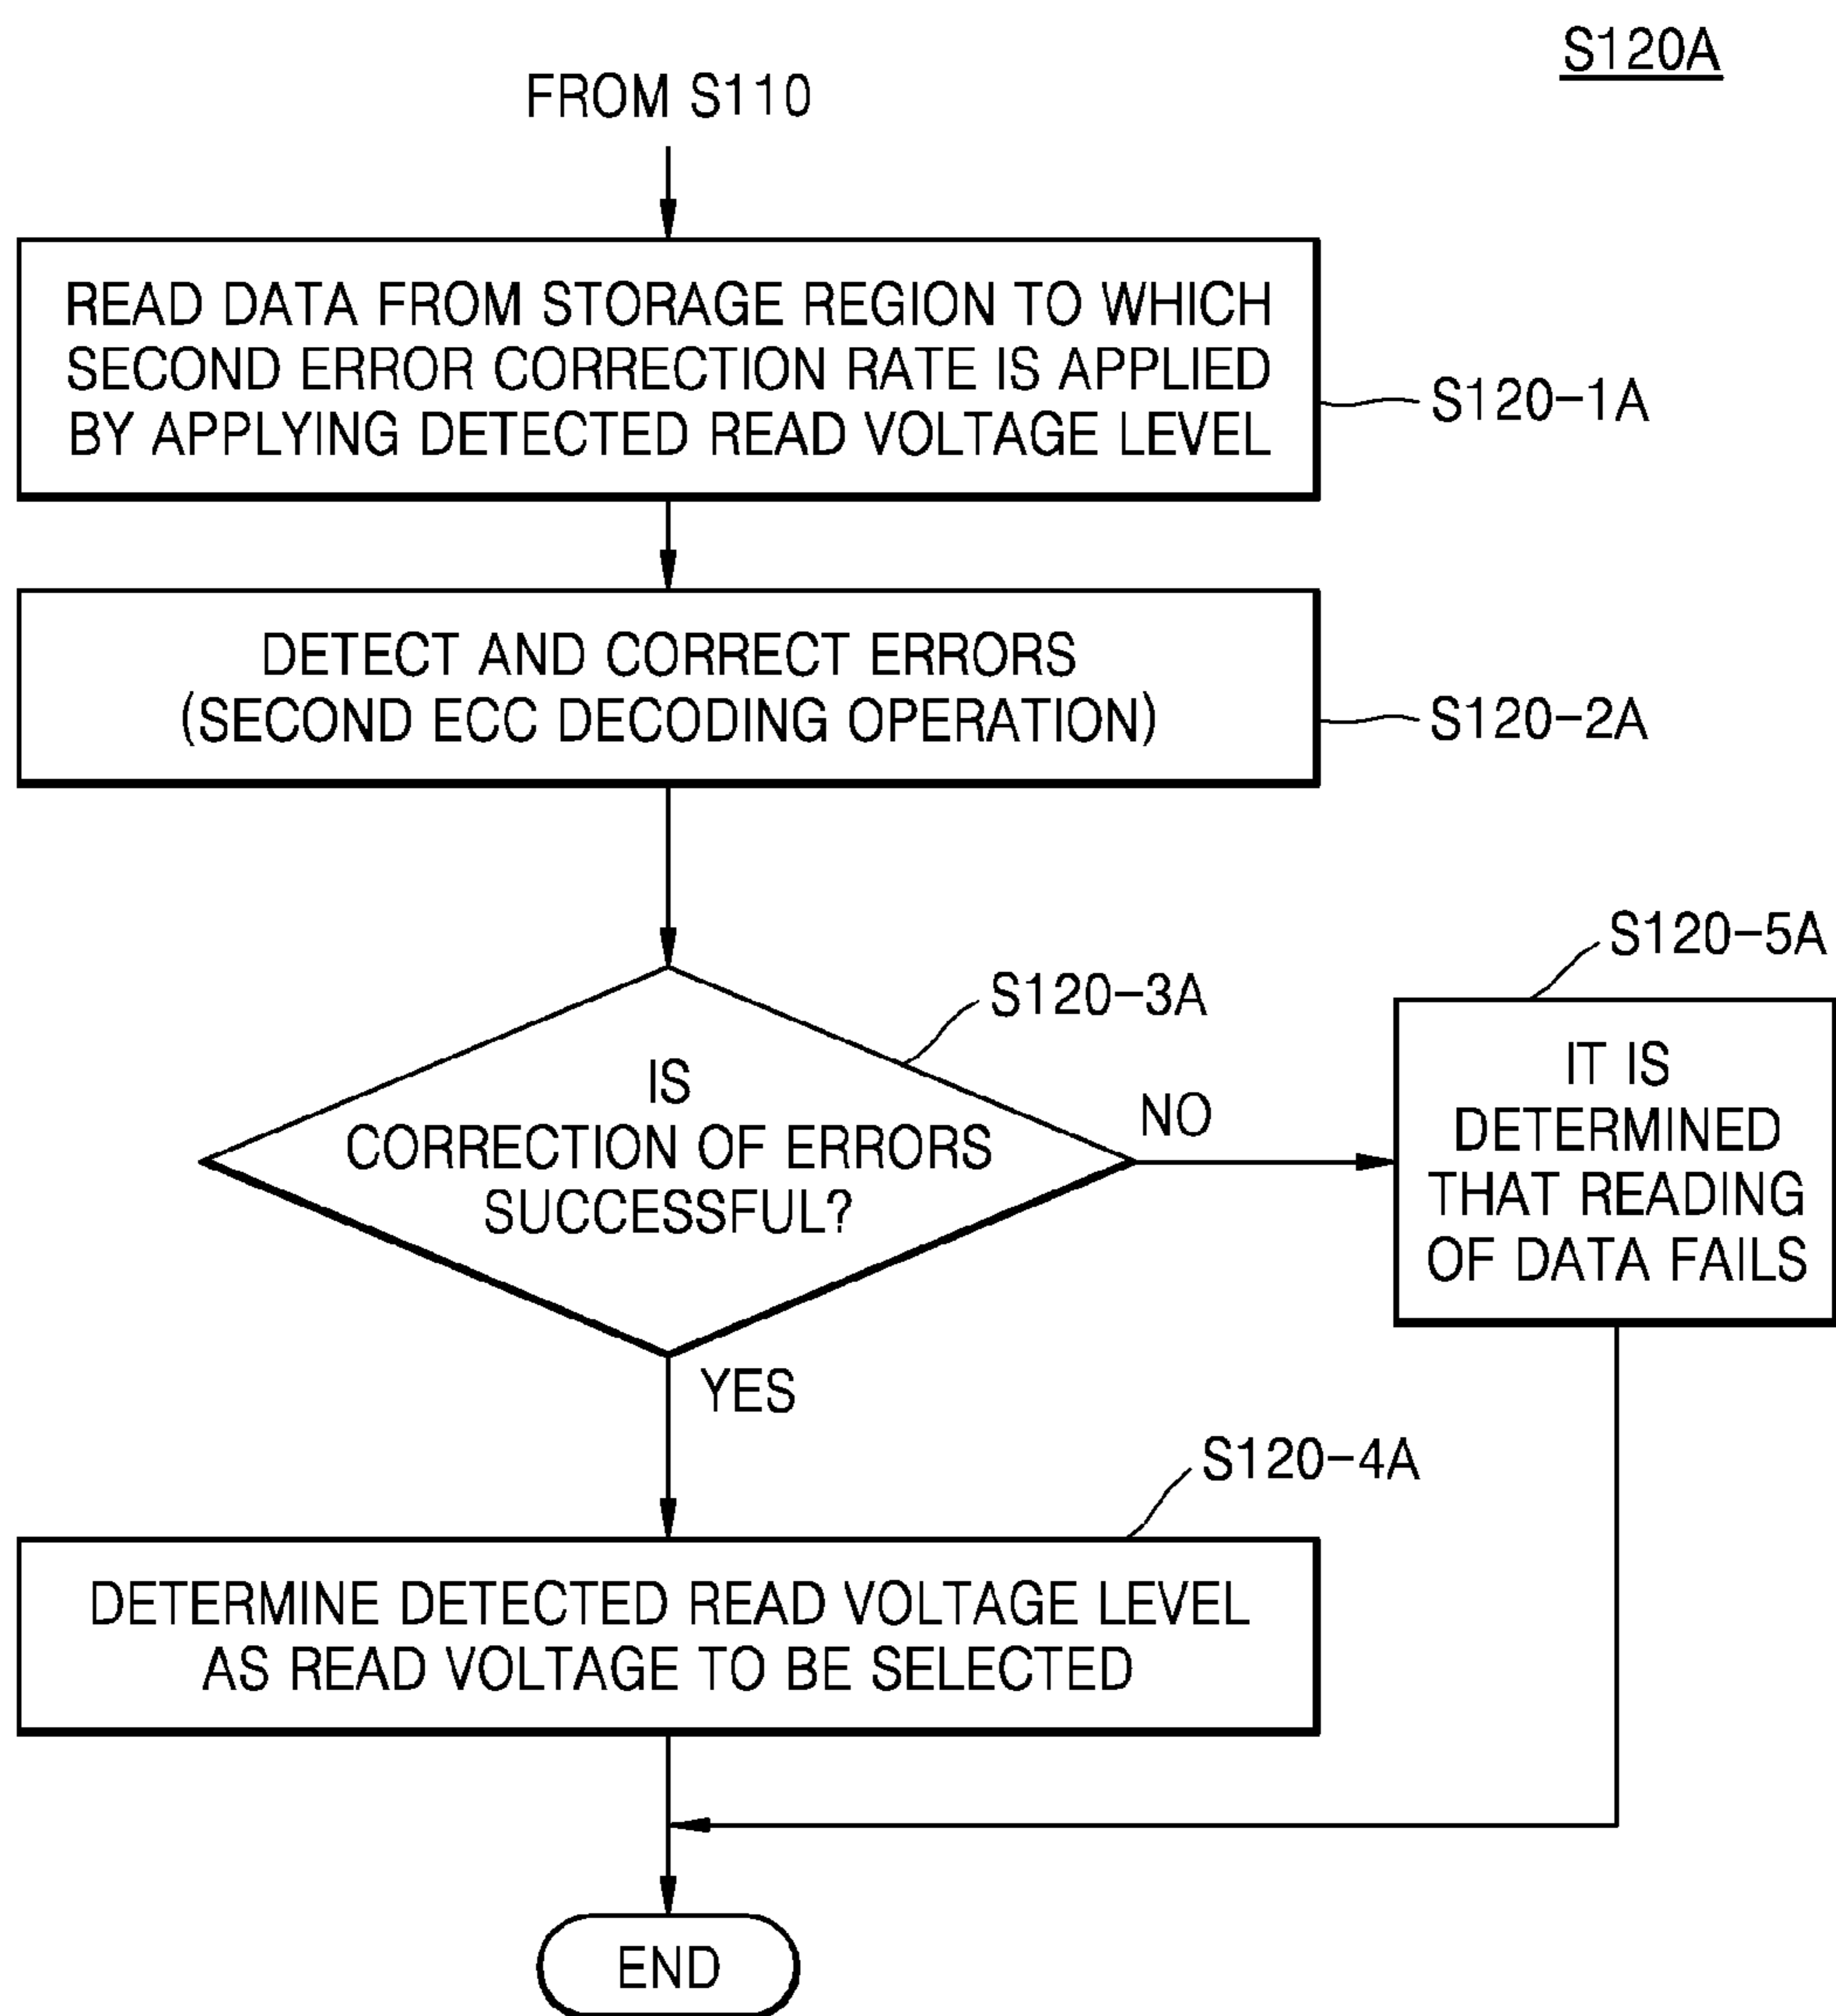 S120A
FROM S110
READ DATA FROM STORAGE REGION TO WHICH
SECOND ERROR CORRECTION RATE IS APPLIED
BY APPLYING DETECTED READ VOLTAGE LEVEL
S120-1A
DETECT AND CORRECT ERRORS
(SECOND ECC DECODING OPERATION)
S120-2A
S120-3A
IS
CORRECTION OF ERRORS
SUCCESSFUL?
NO
S120-5A
IT IS
DETERMINED
THAT READING
OF DATA FAILS
YES
S120-4A
DETERMINE DETECTED READ VOLTAGE LEVEL
AS READ VOLTAGE TO BE SELECTED
END